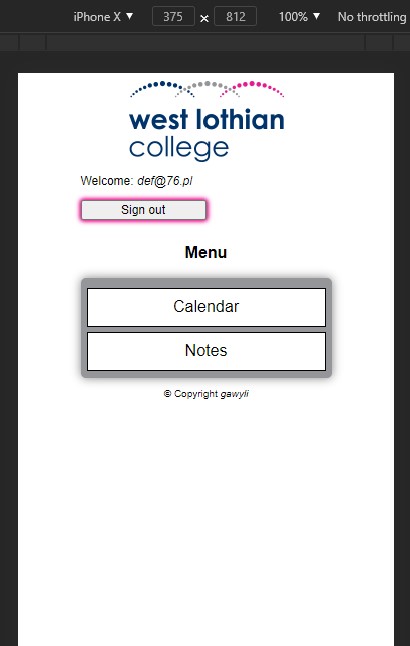 iPhone X ▼ 375 × 812 100% ▼ No throttling
west lothian
college
Welcome: def@76.pl
Sign out
Menu
Calendar
Notes
© Copyright gawyli